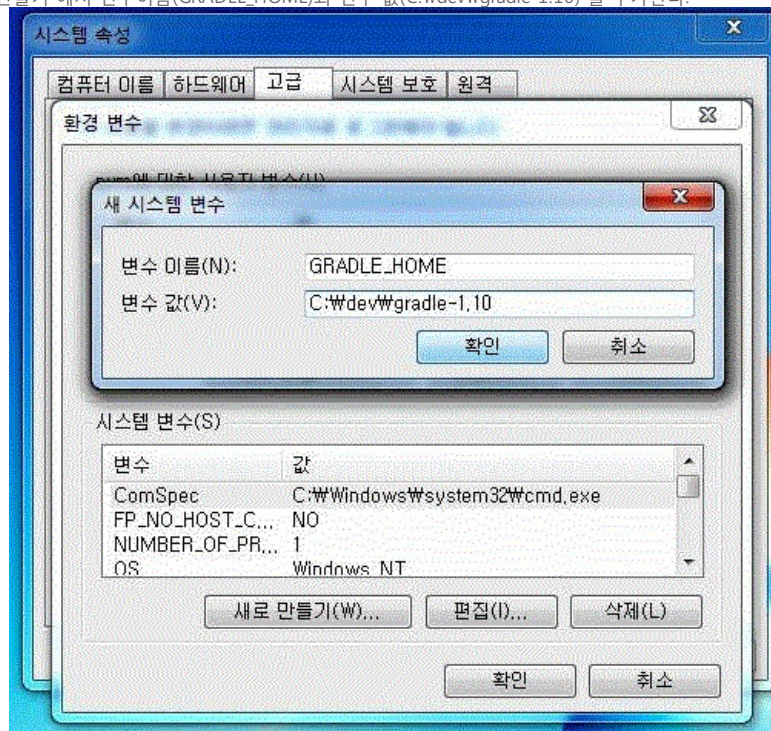 시스템 속성
컴퓨터 이름 하드웨어 고급 시스템 보호 원격
환경 변수
새 시스템 변수
변수 이름(N): GRADLE_HOME
변수 값(V): C:₩dev₩gradle-1,10
확인 취소
시스템 변수(S)
변수 값
ComSpec C:₩Windows₩system32₩cmd,exe
FP_NO_HOST_C... NO
NUMBER_OF_PR... 1
OS Windows_NT
새로 만들기(W)... 편집(I)... 삭제(L)
확인 취소